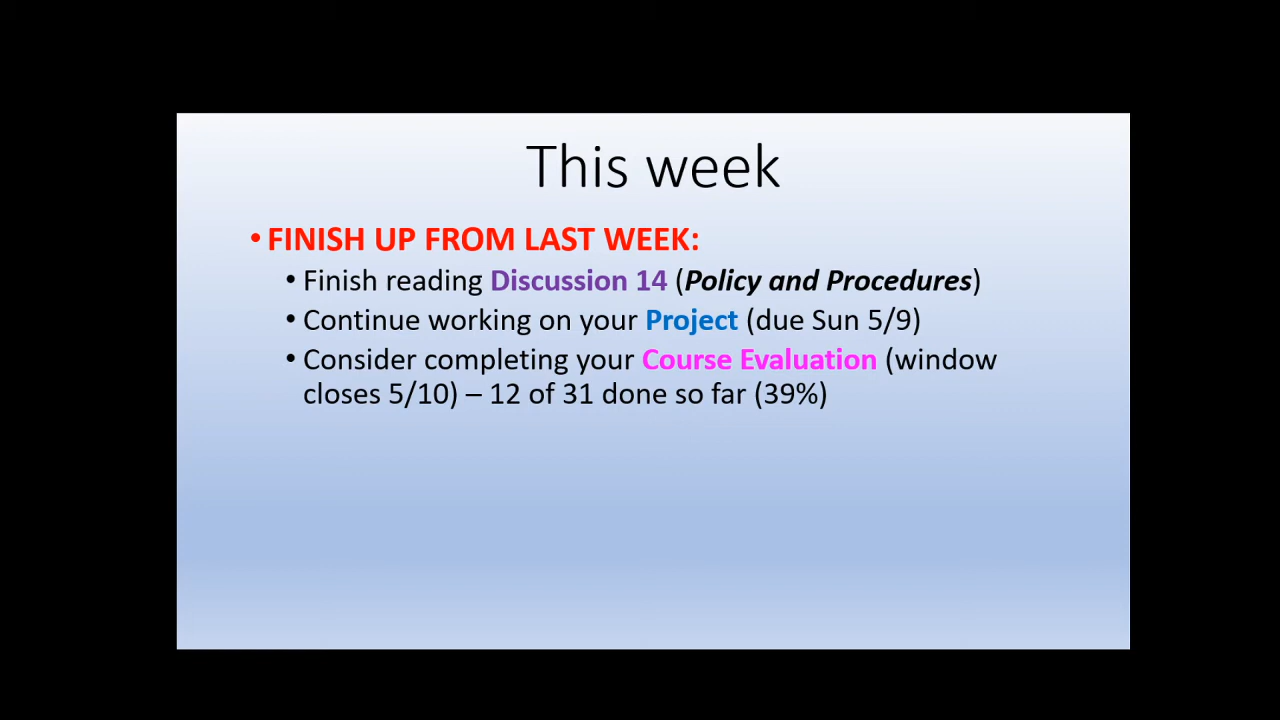 This week
• FINISH UP FROM LAST WEEK:
• Finish reading Discussion 14 (Policy and Procedures)
• Continue working on your Project (due Sun 5/9)
• Consider completing your Course Evaluation (window
closes 5/10) – 12 of 31 done so far (39%)